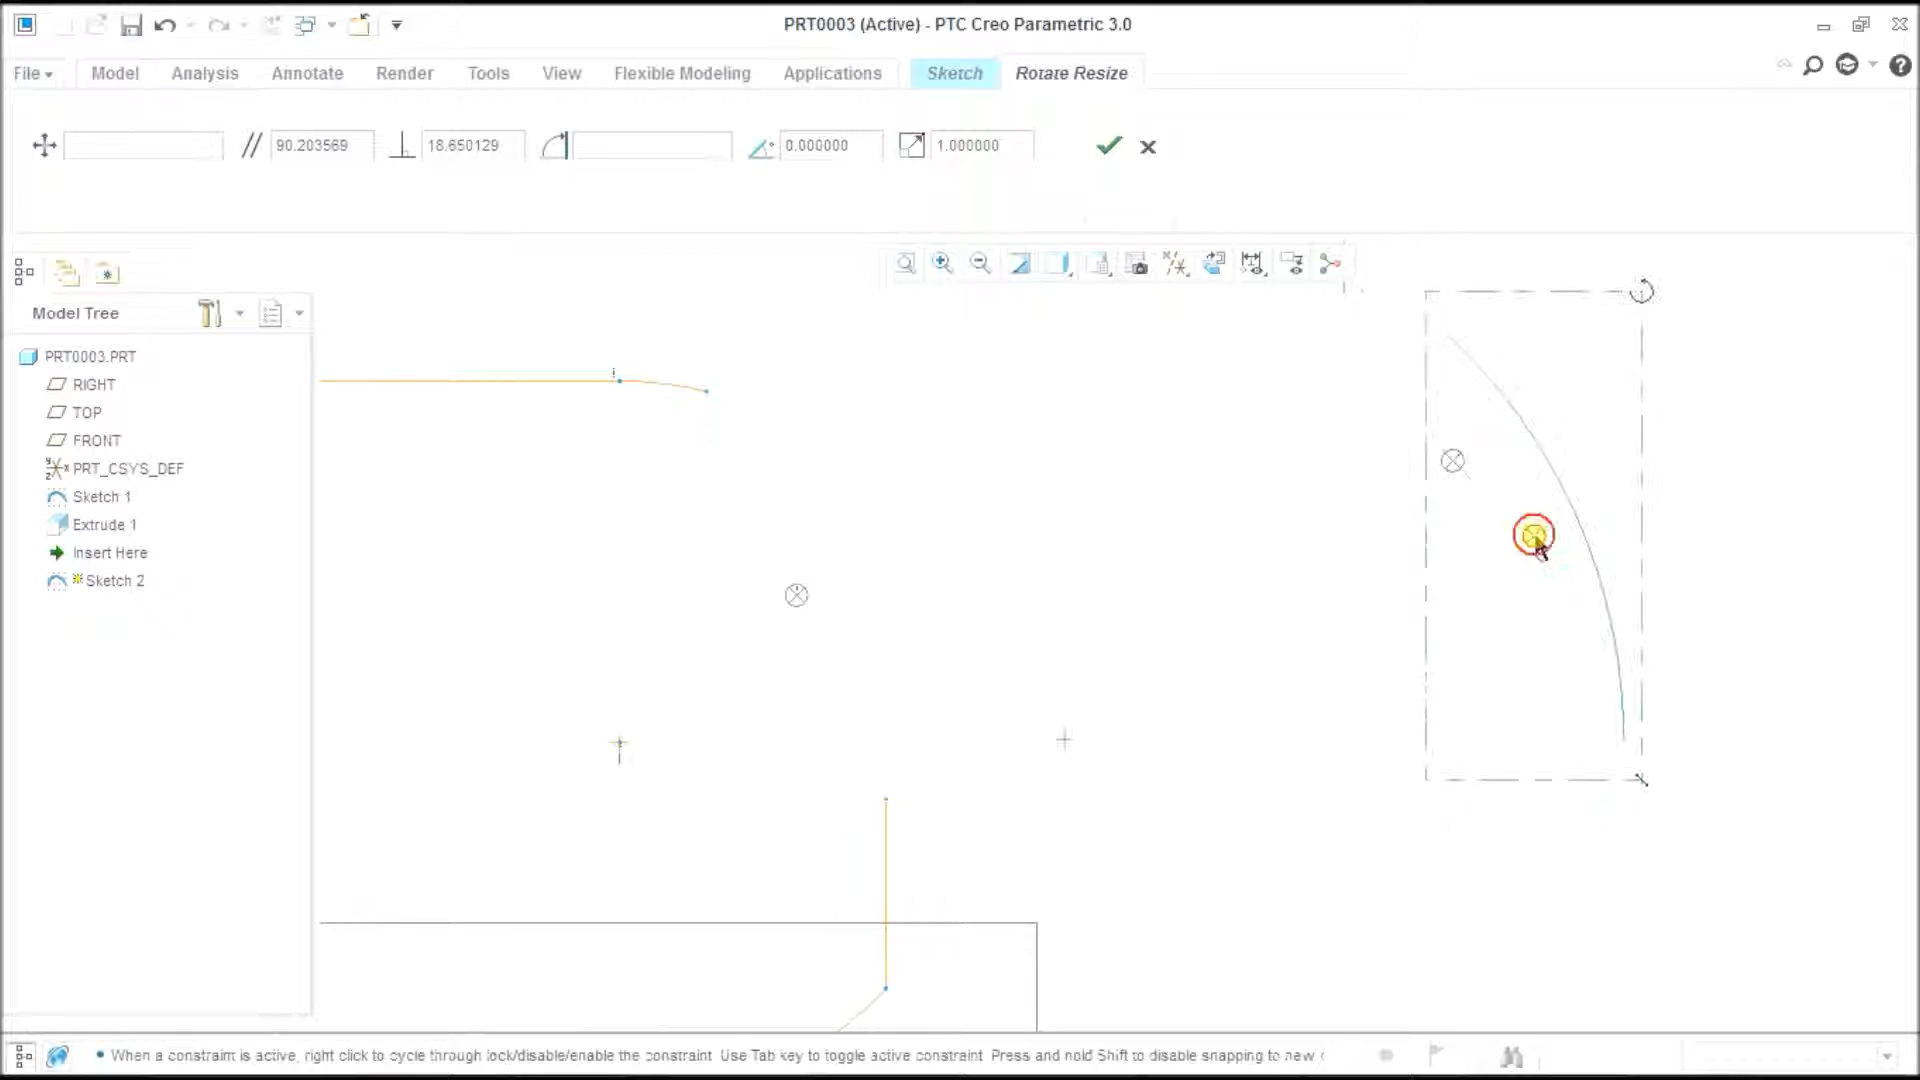 PRT0003 (Active) - PTC Creo Parametric 3.0
File Model Analysis Annotate Render Tools View Flexible Modeling Applications Sketch Rotate Resize
90.203569 18.650129 0.000000 1.000000
Model Tree
PRT0003.PRT
RIGHT
TOP
FRONT
PRT_CSYS_DEF
Sketch 1
Extrude 1
Insert Here
Sketch 2
• When a constraint is active, right click to cycle through lock/disable/enable the constraint Use Tab key to toggle active constraint Press and hold Shift to disable snapping to new